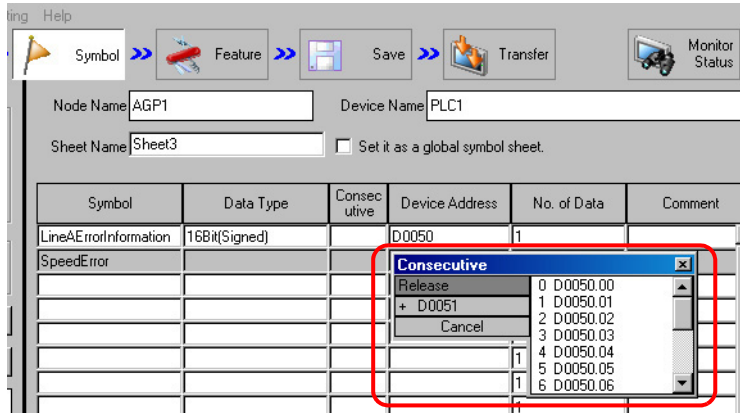 ting Help
Symbol Feature Save Transfer Monitor Status
Node Name AGP1 Device Name PLC1
Sheet Name Sheet3 Set it as a global symbol sheet.
Symbol Data Type Consecutive Device Address No. of Data Comment
LineAErrorInformation 16Bit(Signed) D0050 1
SpeedError
Consecutive
Release
+ D0051
Cancel
0 D0050.00
1 D0050.01
2 D0050.02
3 D0050.03
4 D0050.04
5 D0050.05
6 D0050.06
1
1